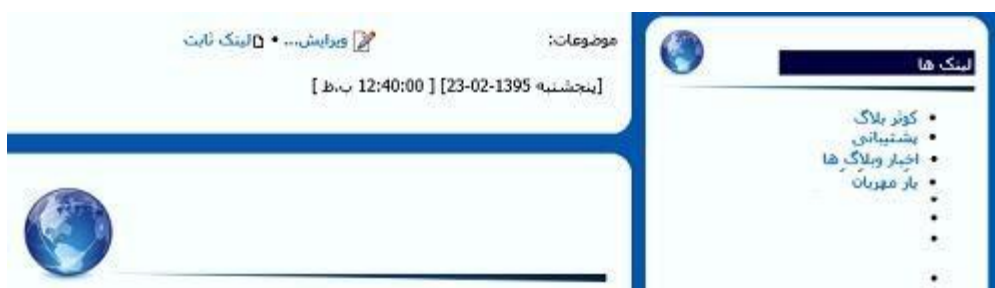 لینک ها
کوثر بلاگ
پشتیبانی
اخبار وبلاگ ها
یار مهربان
موضوعات: ویرایش... • لینک ثابت
[پنجشنبه 1395-02-23] [ 12:40:00 ب.ظ ]